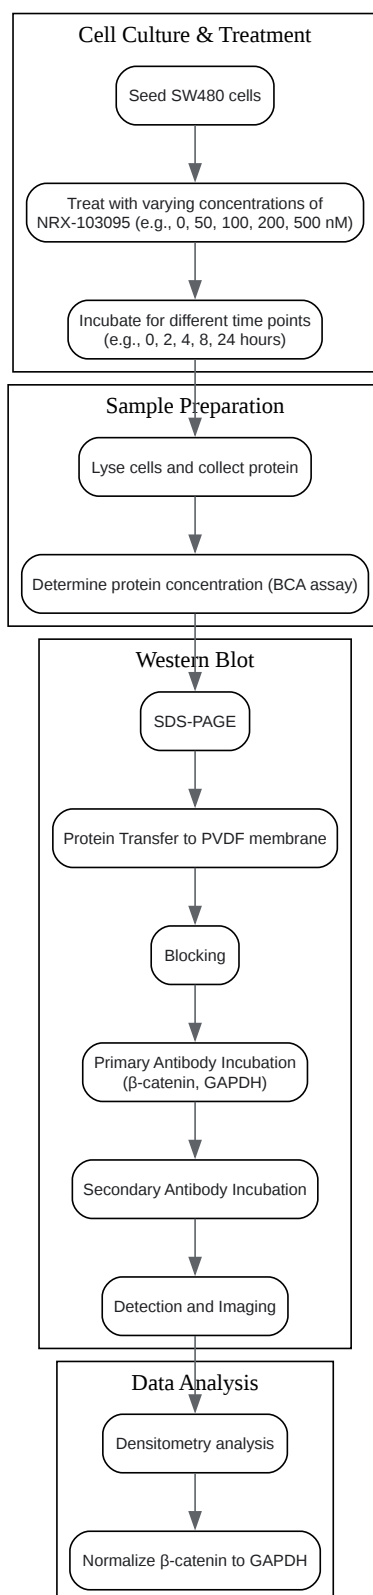 Cell Culture & Treatment
Seed SW480 cells
Treat with varying concentrations of
NRX-103095 (e.g., 0, 50, 100, 200, 500 nM)
Incubate for different time points
(e.g., 0, 2, 4, 8, 24 hours)
Sample Preparation
Lyse cells and collect protein
Determine protein concentration (BCA assay)
Western Blot
SDS-PAGE
Protein Transfer to PVDF membrane
Blocking
Primary Antibody Incubation
(β-catenin, GAPDH)
Secondary Antibody Incubation
Detection and Imaging
Data Analysis
Densitometry analysis
Normalize β-catenin to GAPDH